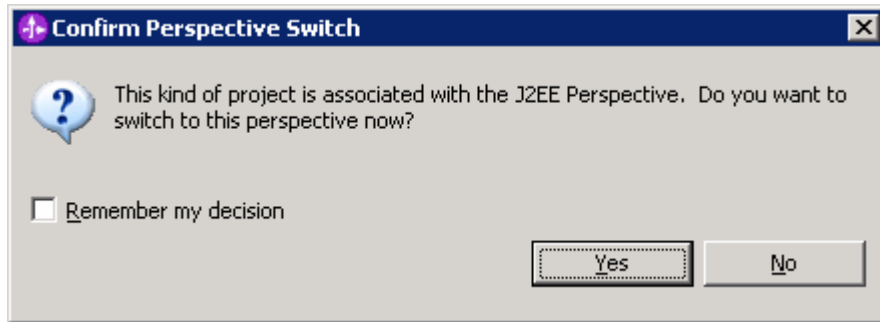 Confirm Perspective Switch
This kind of project is associated with the J2EE Perspective.  Do you want to
switch to this perspective now?
Remember my decision
Yes No